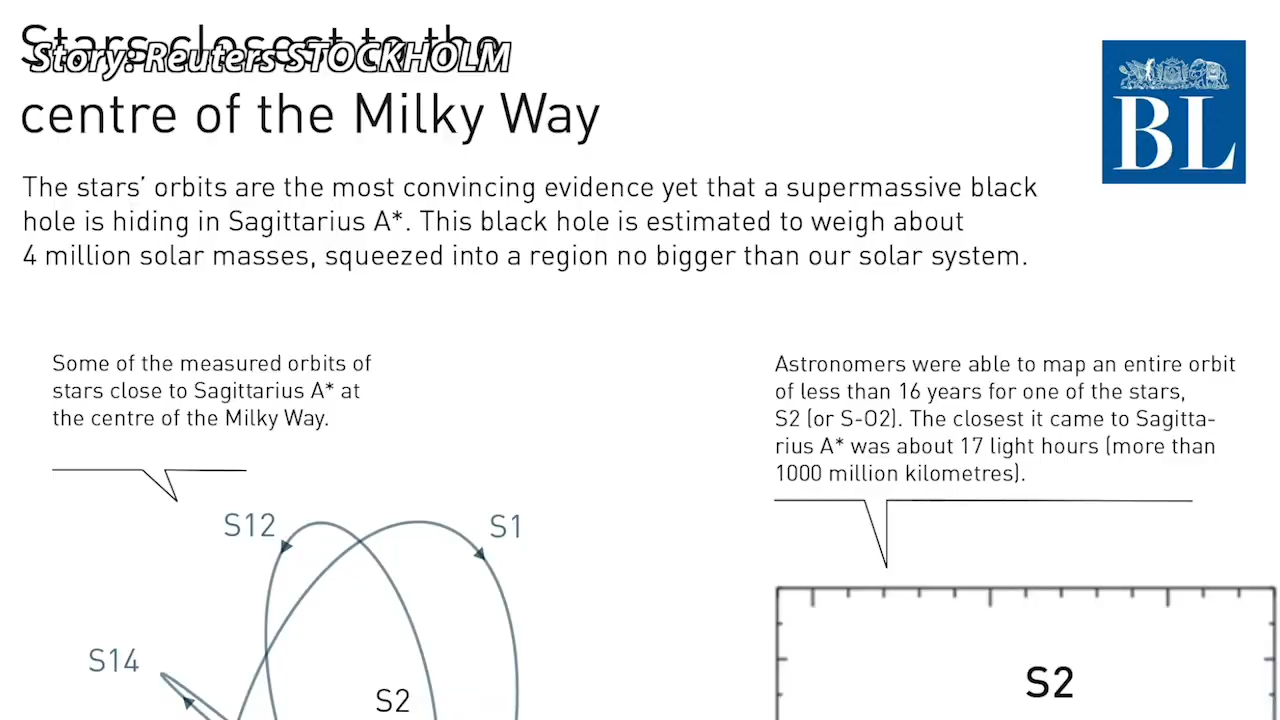 Stars closest to the
Story: Reuters STOCKHOLM
centre of the Milky Way
BL
The stars’ orbits are the most convincing evidence yet that a supermassive black
hole is hiding in Sagittarius A*. This black hole is estimated to weigh about
4 million solar masses, squeezed into a region no bigger than our solar system.
Some of the measured orbits of
stars close to Sagittarius A* at
the centre of the Milky Way.
Astronomers were able to map an entire orbit
of less than 16 years for one of the stars,
S2 (or S-O2). The closest it came to Sagitta-
rius A* was about 17 light hours (more than
1000 million kilometres).
S12
S1
S14
S2
S2